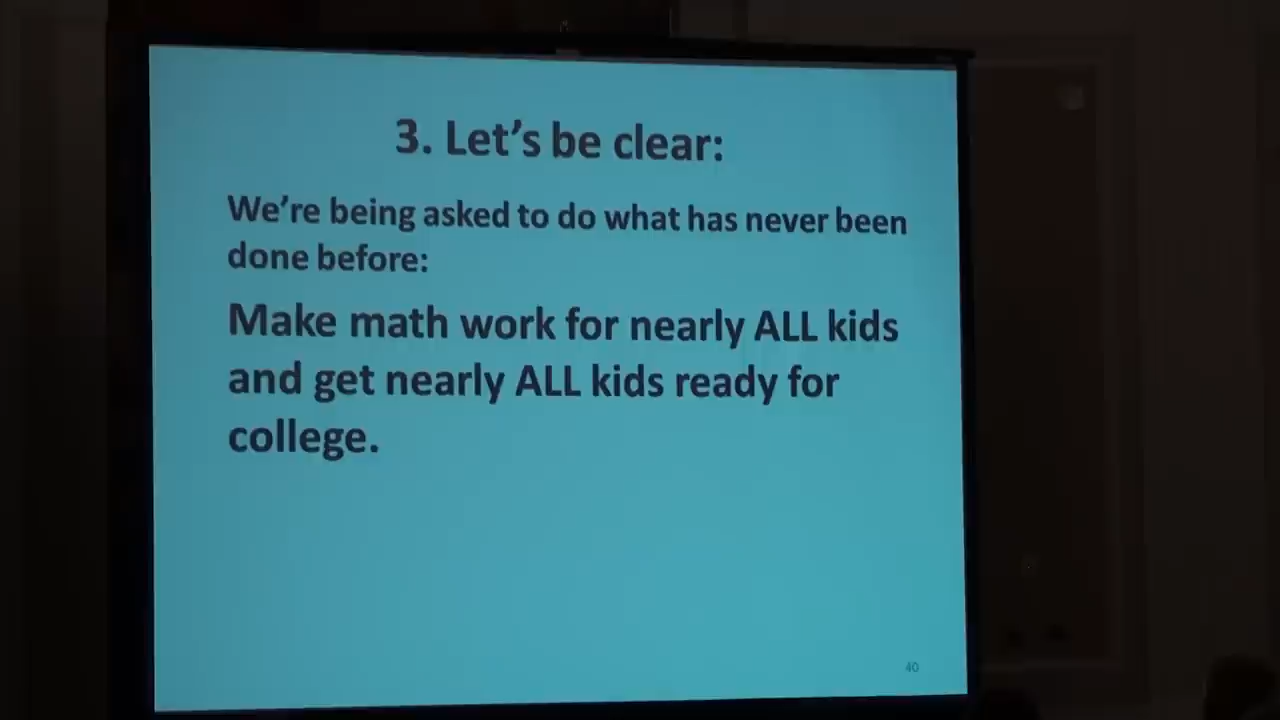 3. Let's be clear:
We're being asked to do what has never been
done before:
Make math work for nearly ALL kids
and get nearly ALL kids ready for
college.
40